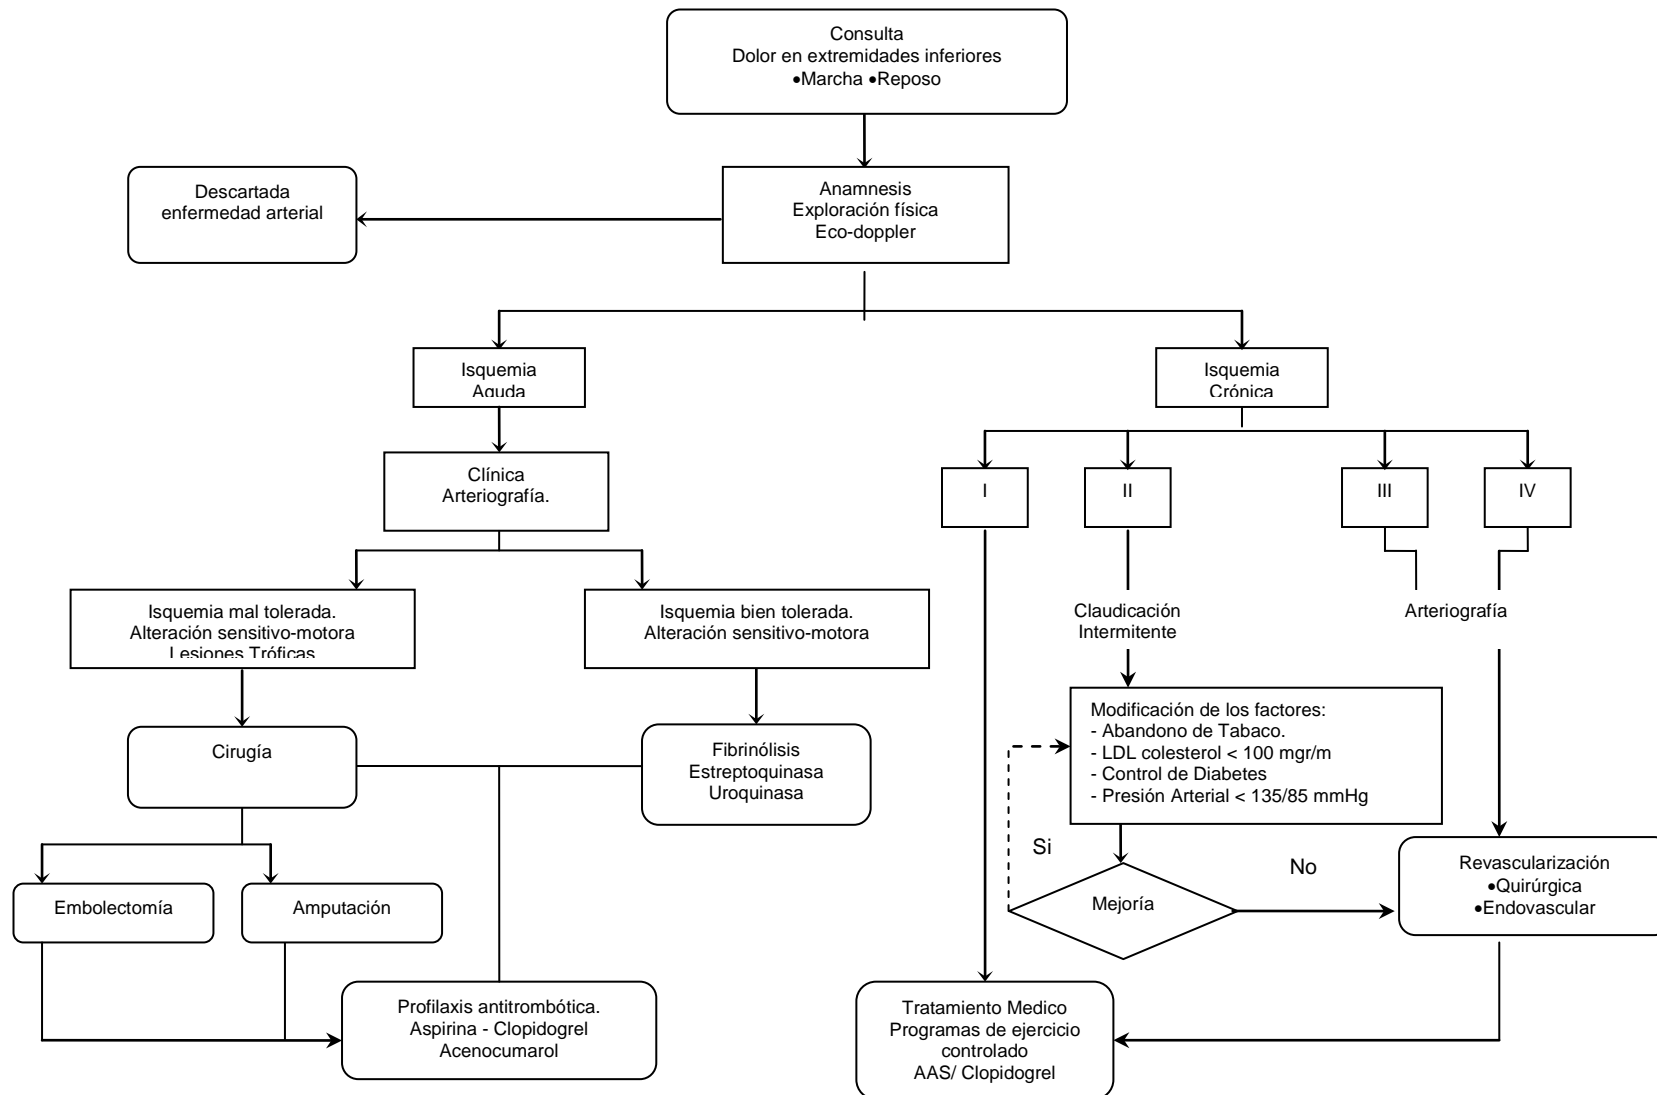 Consulta
Dolor en extremidades inferiores
•Marcha •Reposo
Descartada
enfermedad arterial
Anamnesis
Exploración física
Eco-doppler
Isquemia
Aguda
Isquemia
Crónica
Clínica
Arteriografía.
I
II
III
IV
Isquemia mal tolerada.
Alteración sensitivo-motora
Lesiones Tróficas
Isquemia bien tolerada.
Alteración sensitivo-motora
Claudicación
Intermitente
Arteriografía
Cirugía
Fibrinólisis
Estreptoquinasa
Uroquinasa
Modificación de los factores:
- Abandono de Tabaco.
- LDL colesterol < 100 mgr/m
- Control de Diabetes
- Presión Arterial < 135/85 mmHg
Si
No
Mejoría
Revascularización
•Quirúrgica
•Endovascular
Embolectomía
Amputación
Profilaxis antitrombótica.
Aspirina - Clopidogrel
Acenocumarol
Tratamiento Medico
Programas de ejercicio
controlado
AAS/ Clopidogrel